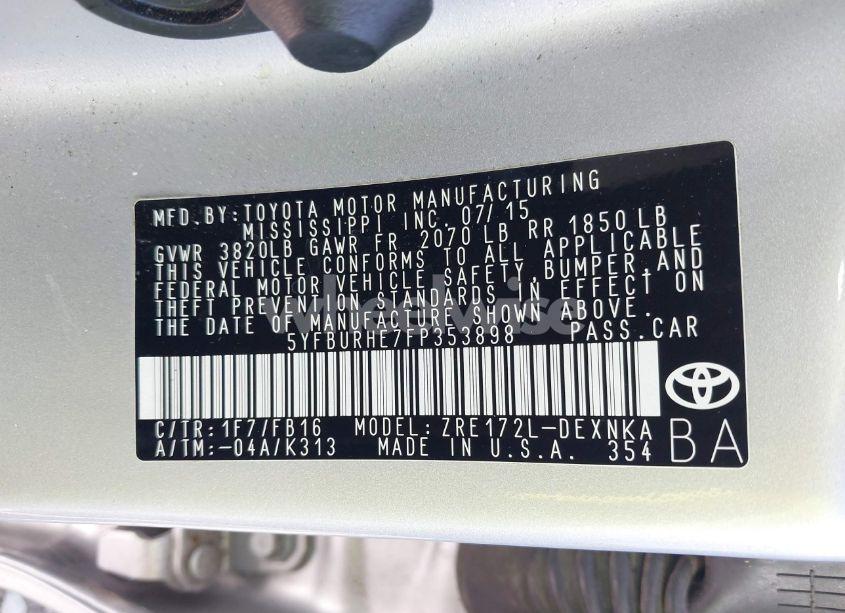 MFD.BY:TOYOTA MOTOR MANUFACTURING
MISSISSIPPI INC. 07/15
GVWR 3820LB GAWR FR 2070 LB RR 1850 LB
THIS VEHICLE CONFORMS TO ALL APPLICABLE
FEDERAL MOTOR VEHICLE SAFETY,BUMPER,AND
THEFT PREVENTION STANDARDS IN EFFECT ON
THE DATE OF MANUFACTURE SHOWN ABOVE.
5YFBURHE7FP353898 PASS.CAR
C/TR:1F7/FB16 MODEL:ZRE172L-DEXNKA
A/TM:-04A/K313 MADE IN U.S.A. 354
BA
wheelwise